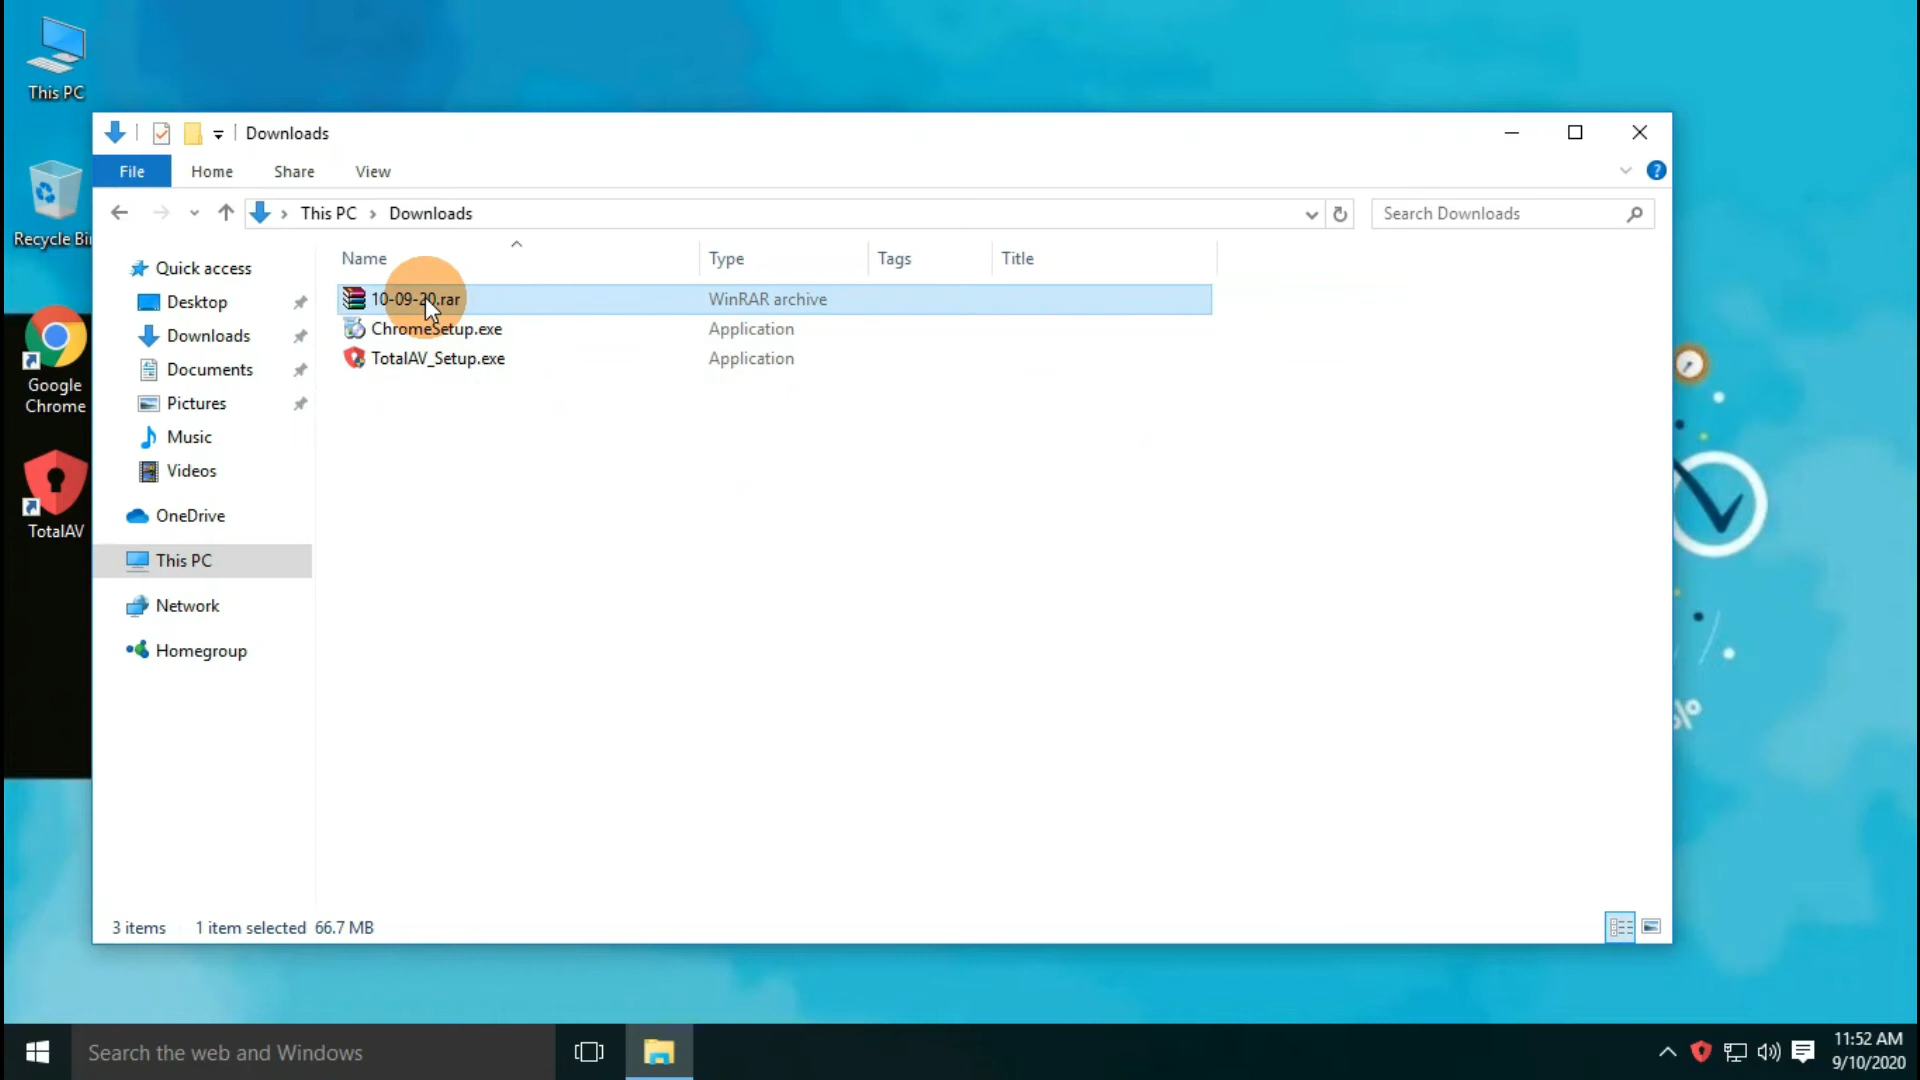 This PC
Recycle Bi
Google
Chrome
TotalAV
Downloads
File Home Share View
This PC > Downloads
Search Downloads
Quick access
Desktop
Downloads
Documents
Pictures
Music
Videos
OneDrive
This PC
Network
Homegroup
Name Type Tags Title
10-09-20.rar WinRAR archive
ChromeSetup.exe Application
TotalAV_Setup.exe Application
3 items 1 item selected 66.7 MB
%
Search the web and Windows
11:52 AM
9/10/2020